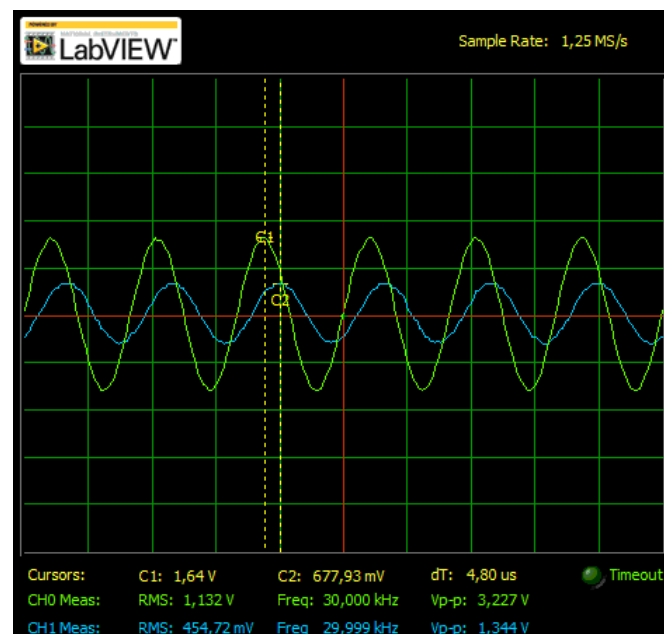 POWERED BY
NATIONAL INSTRUMENTS
LabVIEW
Sample Rate: 1,25 MS/s
C1
C2
Cursors: C1: 1,64 V C2: 677,93 mV dT: 4,80 us Timeout
CH0 Meas: RMS: 1,132 V Freq: 30,000 kHz Vp-p: 3,227 V
CH1 Meas: RMS: 454,72 mV Freq 29,999 kHz Vp-p: 1,344 V